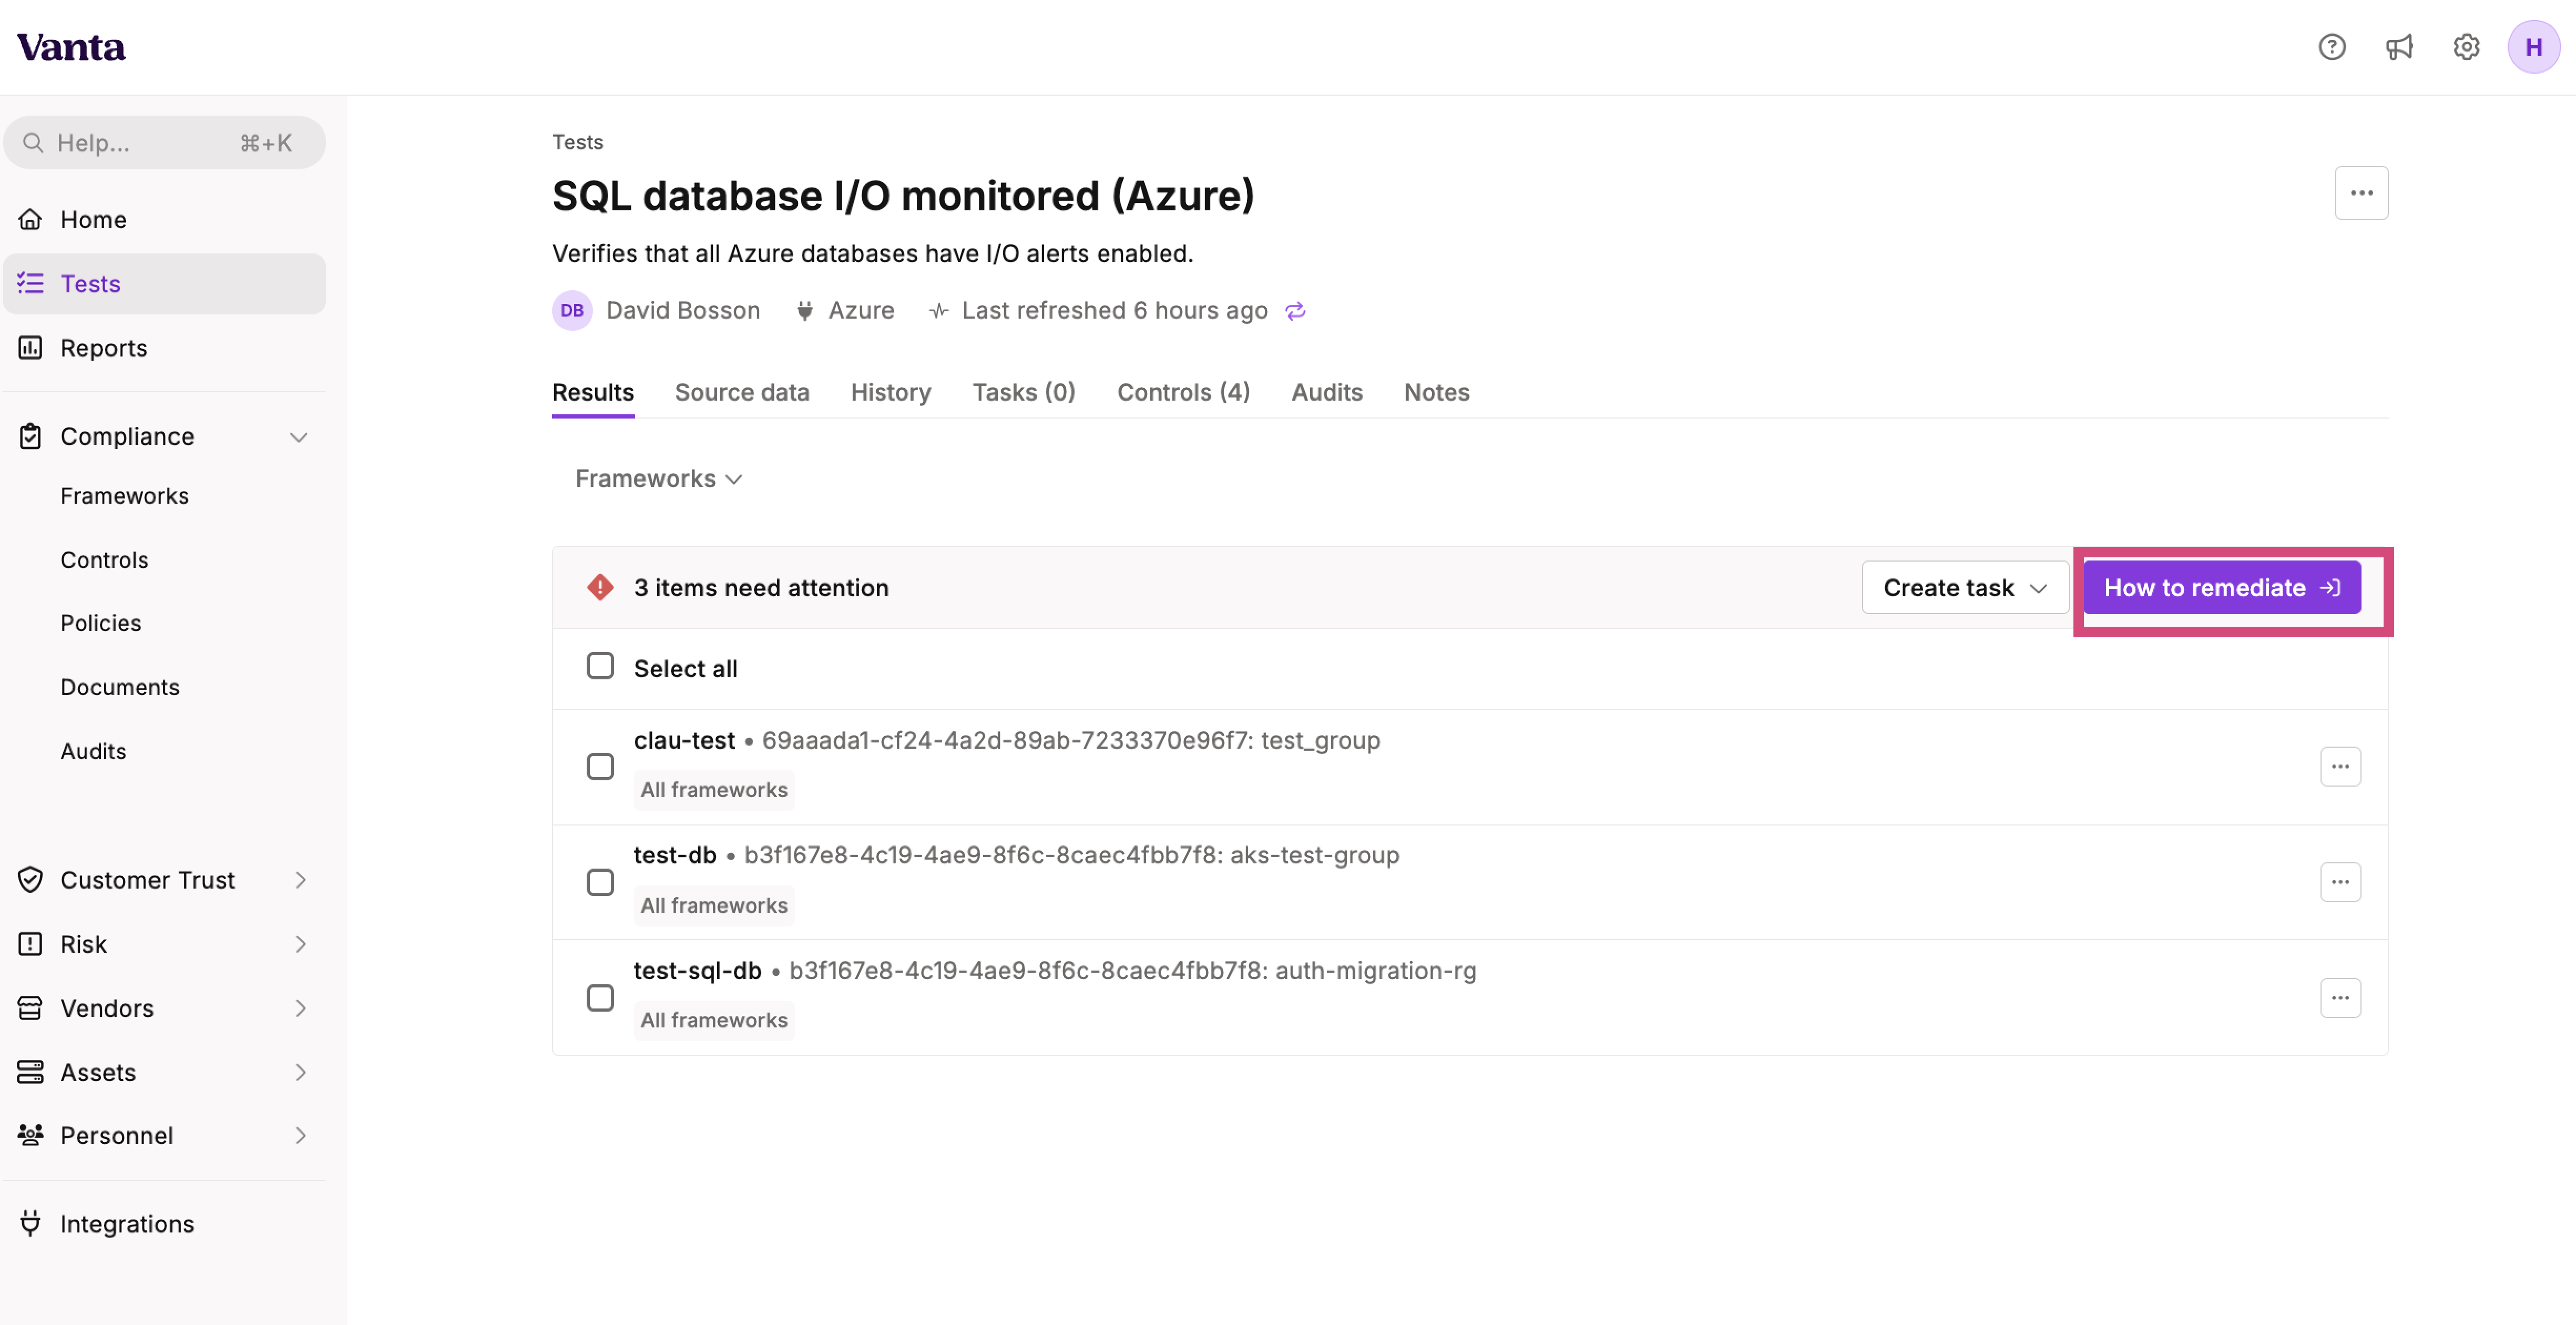 Vanta
H
Help... ⌘+K
Home
Tests
Reports
Compliance
Frameworks
Controls
Policies
Documents
Audits
Customer Trust
Risk
Vendors
Assets
Personnel
Integrations
Tests
SQL database I/O monitored (Azure)
...
Verifies that all Azure databases have I/O alerts enabled.
DB David Bosson Azure Last refreshed 6 hours ago
Results Source data History Tasks (0) Controls (4) Audits Notes
Frameworks
3 items need attention Create task How to remediate
Select all
clau-test • 69aaada1-cf24-4a2d-89ab-7233370e96f7: test_group
All frameworks
...
test-db • b3f167e8-4c19-4ae9-8f6c-8caec4fbb7f8: aks-test-group
All frameworks
...
test-sql-db • b3f167e8-4c19-4ae9-8f6c-8caec4fbb7f8: auth-migration-rg
All frameworks
...